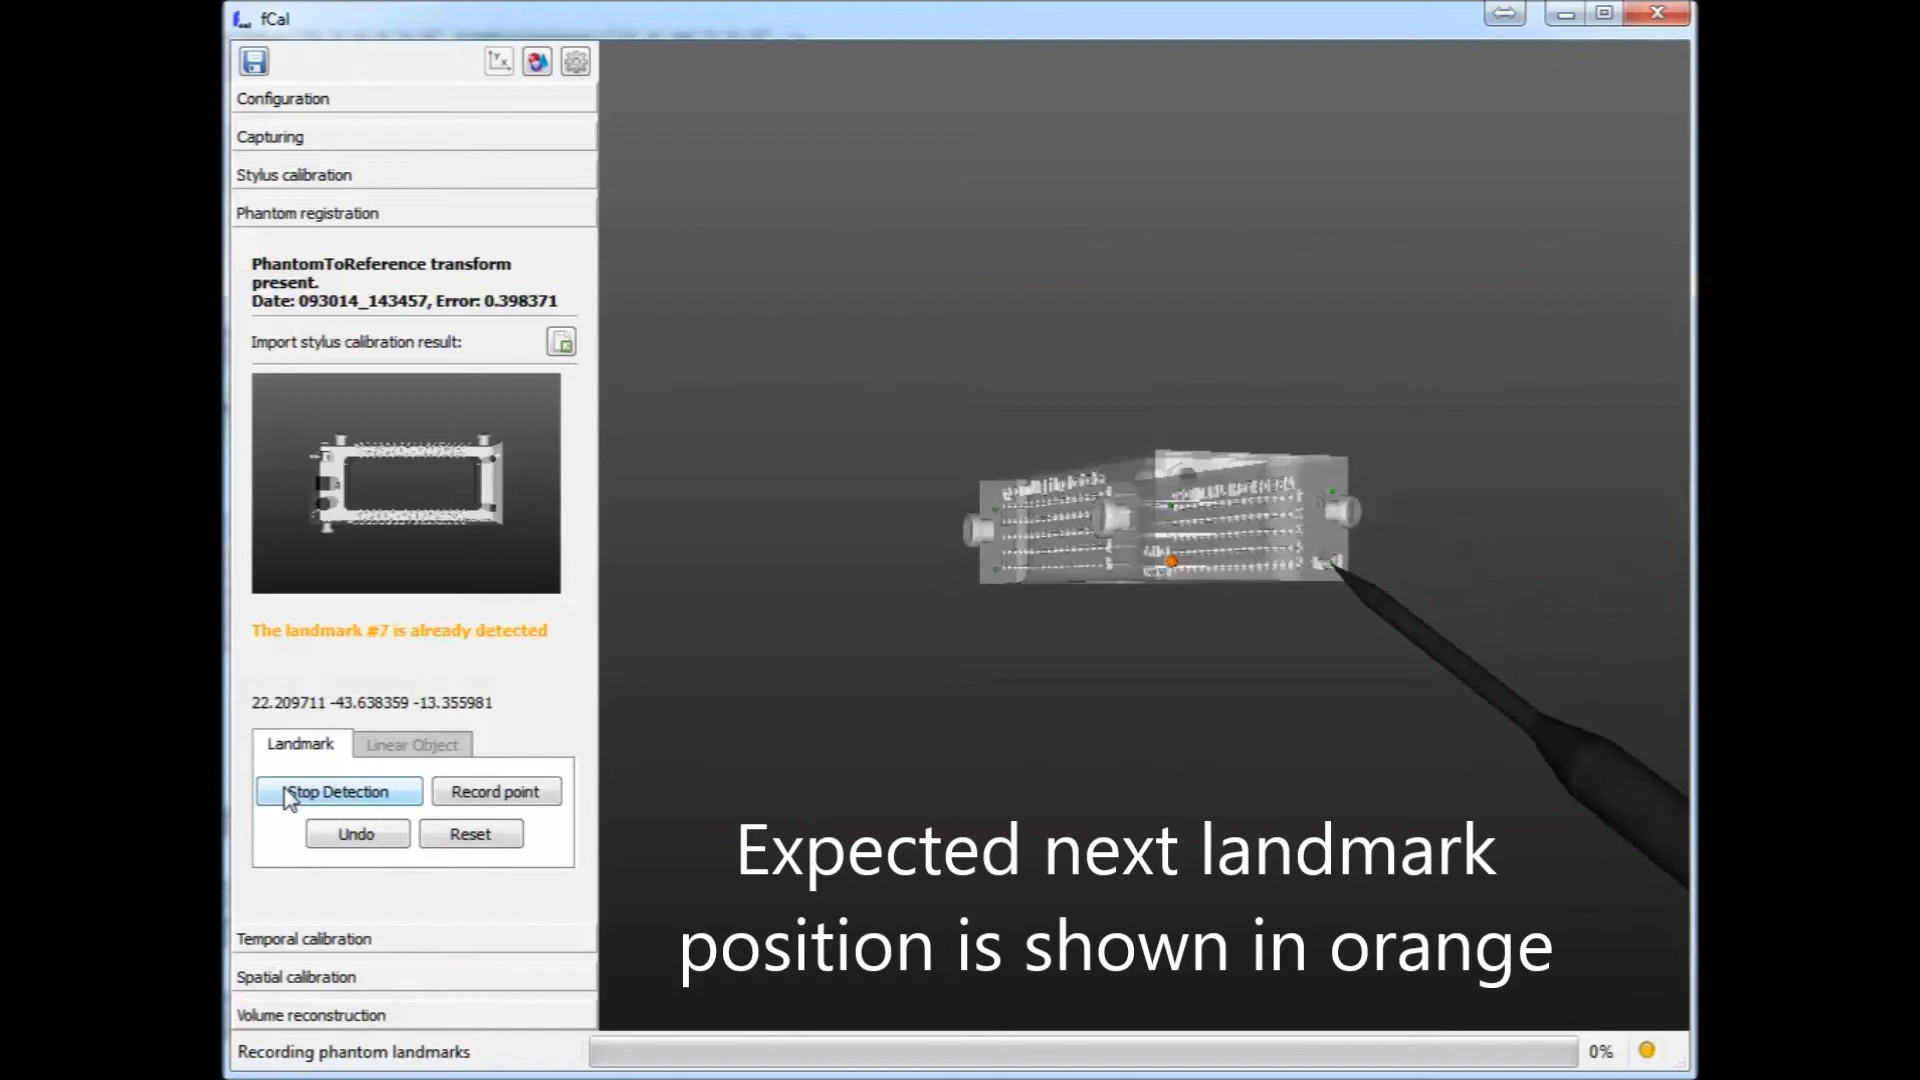 fCal
Configuration
Capturing
Stylus calibration
Phantom registration
PhantomToReference transform
present.
Date: 093014_143457, Error: 0.398371
Import stylus calibration result:
The landmark #7 is already detected
22.209711 -43.638359 -13.355981
Landmark
Linear Object
Stop Detection
Record point
Undo
Reset
Expected next landmark
position is shown in orange
Temporal calibration
Spatial calibration
Volume reconstruction
Recording phantom landmarks
0%